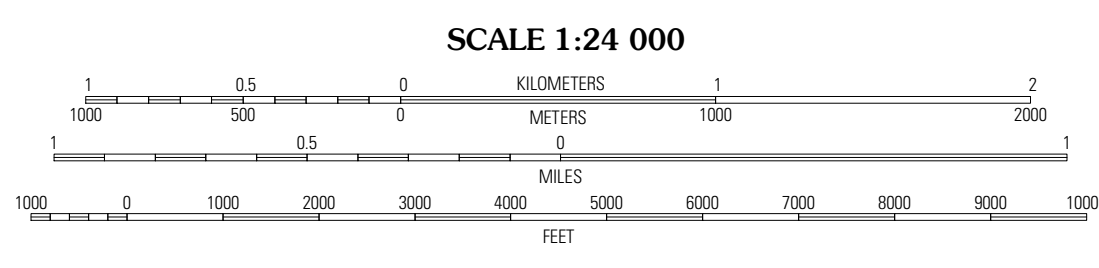 SCALE 1:24 000
1 0.5 0 KILOMETERS 1 2
1000 500 0 METERS 1000 2000
1 0.5 0 1
MILES
1000 0 1000 2000 3000 4000 5000 6000 7000 8000 9000 1000
FEET